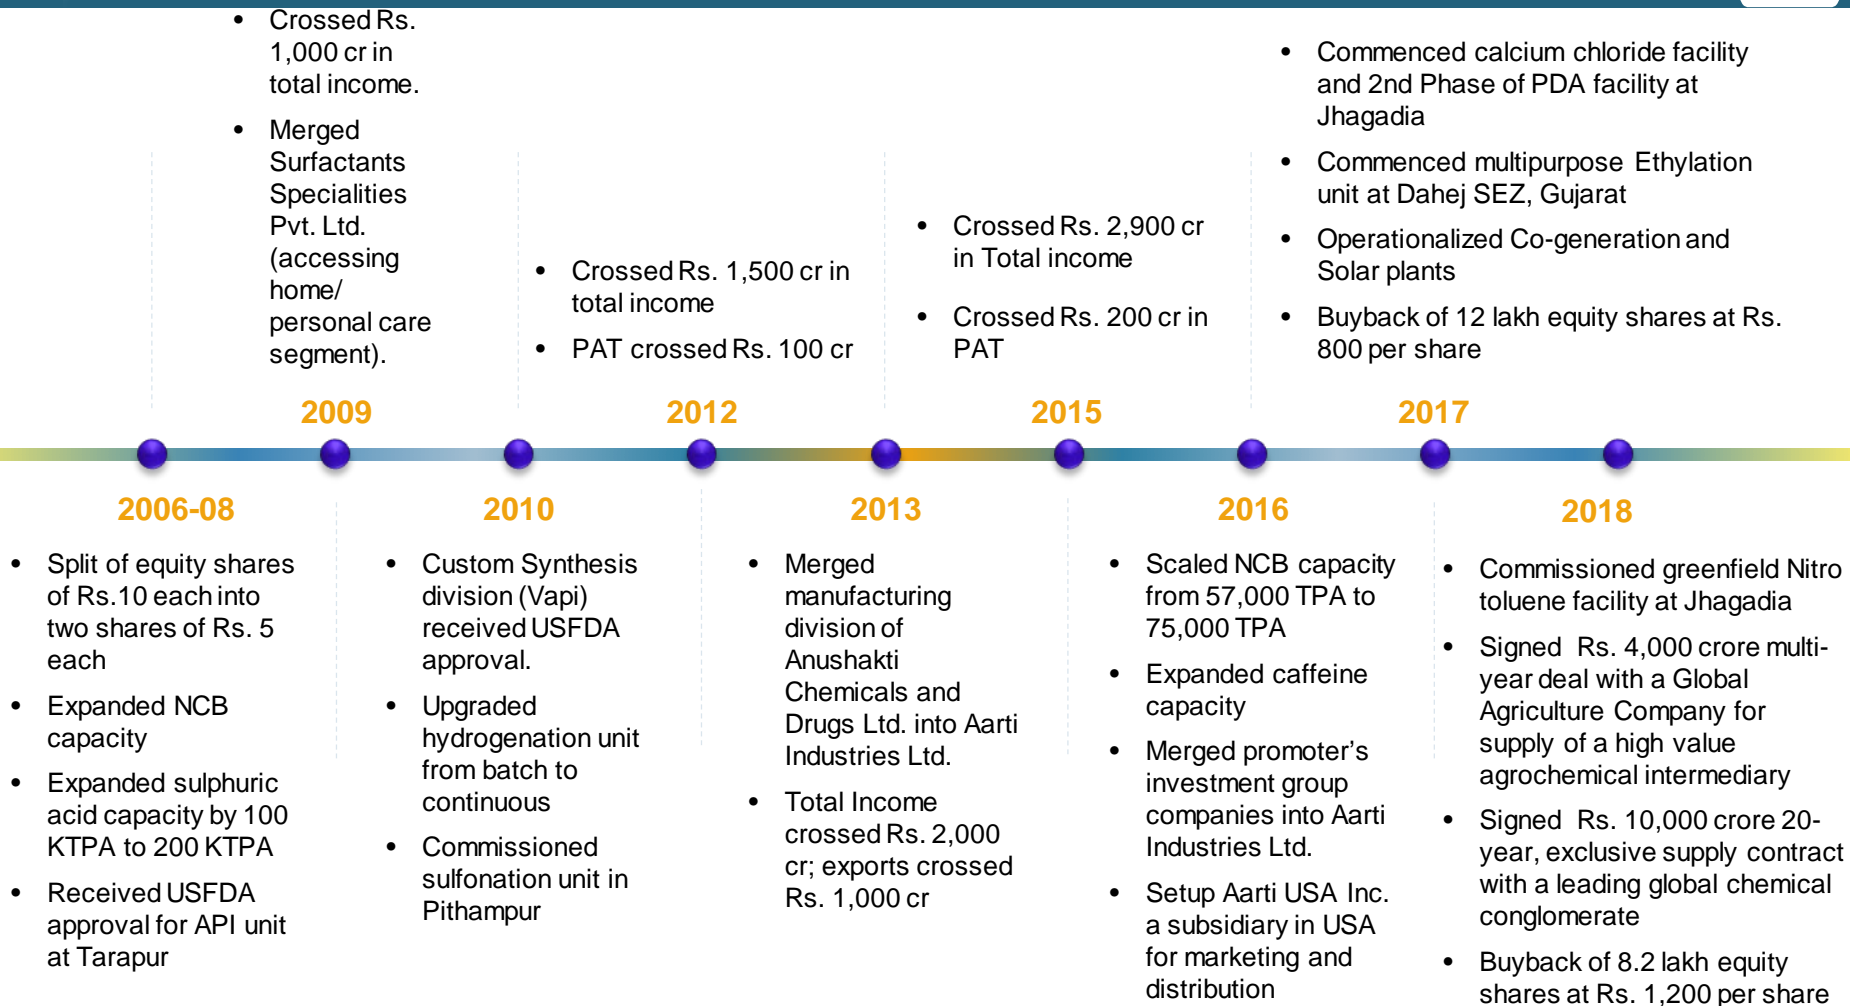 • Crossed Rs.
1,000 cr in
total income.
• Merged
Surfactants
Specialities
Pvt. Ltd.
(accessing
home/
personal care
segment).
2009
• Crossed Rs. 1,500 cr in
total income
• PAT crossed Rs. 100 cr
2012
• Crossed Rs. 2,900 cr
in Total income
• Crossed Rs. 200 cr in
PAT
2015
• Commenced calcium chloride facility
and 2nd Phase of PDA facility at
Jhagadia
• Commenced multipurpose Ethylation
unit at Dahej SEZ, Gujarat
• Operationalized Co-generation and
Solar plants
• Buyback of 12 lakh equity shares at Rs.
800 per share
2017
2006-08
• Split of equity shares
of Rs.10 each into
two shares of Rs. 5
each
• Expanded NCB
capacity
• Expanded sulphuric
acid capacity by 100
KTPA to 200 KTPA
• Received USFDA
approval for API unit
at Tarapur
2010
• Custom Synthesis
division (Vapi)
received USFDA
approval.
• Upgraded
hydrogenation unit
from batch to
continuous
• Commissioned
sulfonation unit in
Pithampur
2013
• Merged
manufacturing
division of
Anushakti
Chemicals and
Drugs Ltd. into Aarti
Industries Ltd.
• Total Income
crossed Rs. 2,000
cr; exports crossed
Rs. 1,000 cr
2016
• Scaled NCB capacity
from 57,000 TPA to
75,000 TPA
• Expanded caffeine
capacity
• Merged promoter’s
investment group
companies into Aarti
Industries Ltd.
• Setup Aarti USA Inc.
a subsidiary in USA
for marketing and
distribution
2018
• Commissioned greenfield Nitro
toluene facility at Jhagadia
• Signed Rs. 4,000 crore multi-
year deal with a Global
Agriculture Company for
supply of a high value
agrochemical intermediary
• Signed Rs. 10,000 crore 20-
year, exclusive supply contract
with a leading global chemical
conglomerate
• Buyback of 8.2 lakh equity
shares at Rs. 1,200 per share